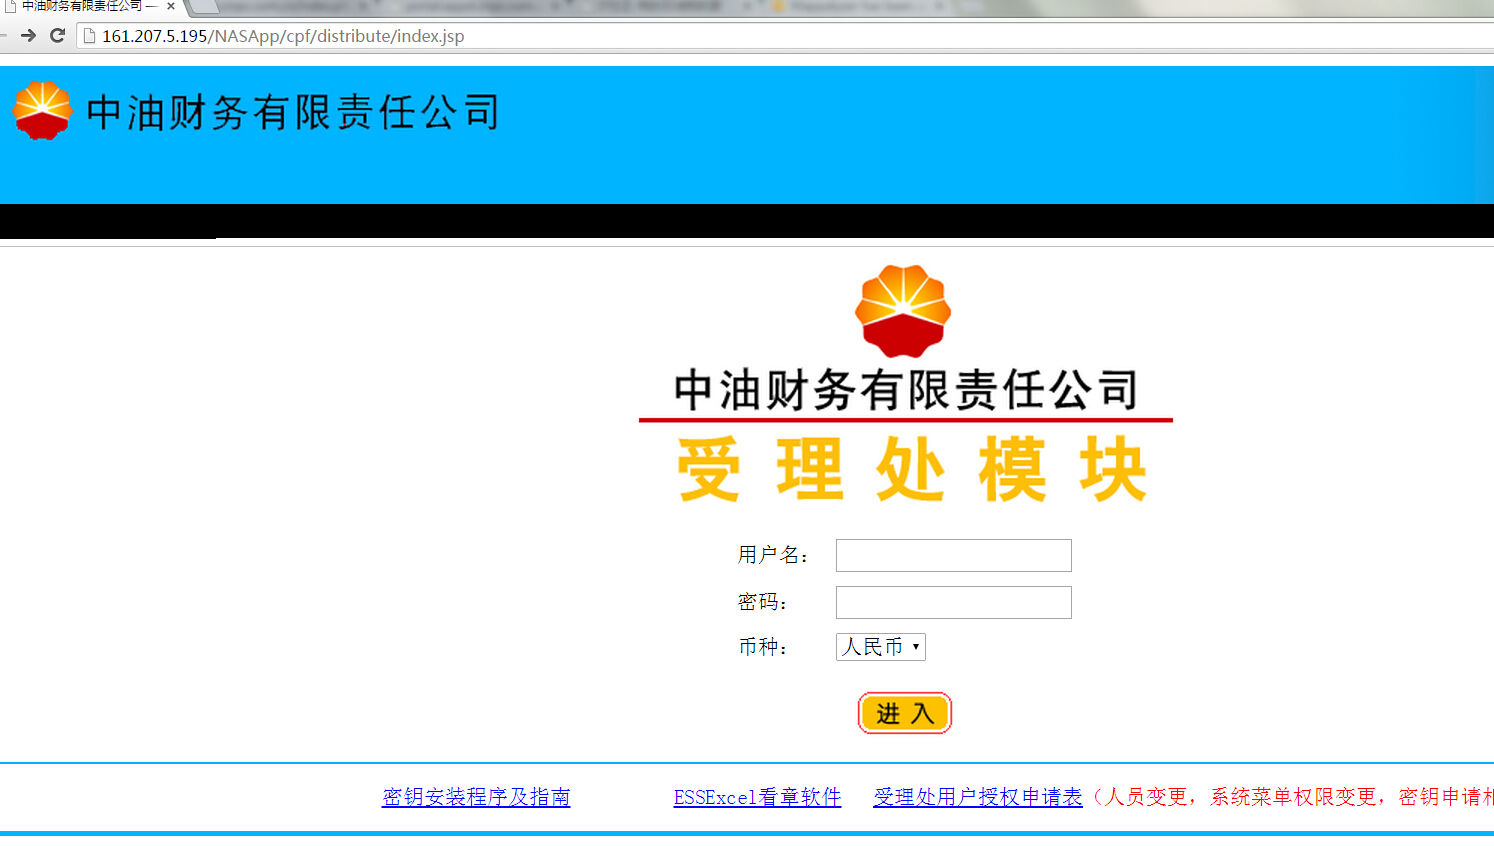 中油财务有限责任公司 —
161.207.5.195/NASApp/cpf/distribute/index.jsp
中油财务有限责任公司
中油财务有限责任公司
受理处模块
用户名：
密码：
币种： 人民币
进入
密钥安装程序及指南 ESSExcel看章软件 受理处用户授权申请表（人员变更，系统菜单权限变更，密钥申请